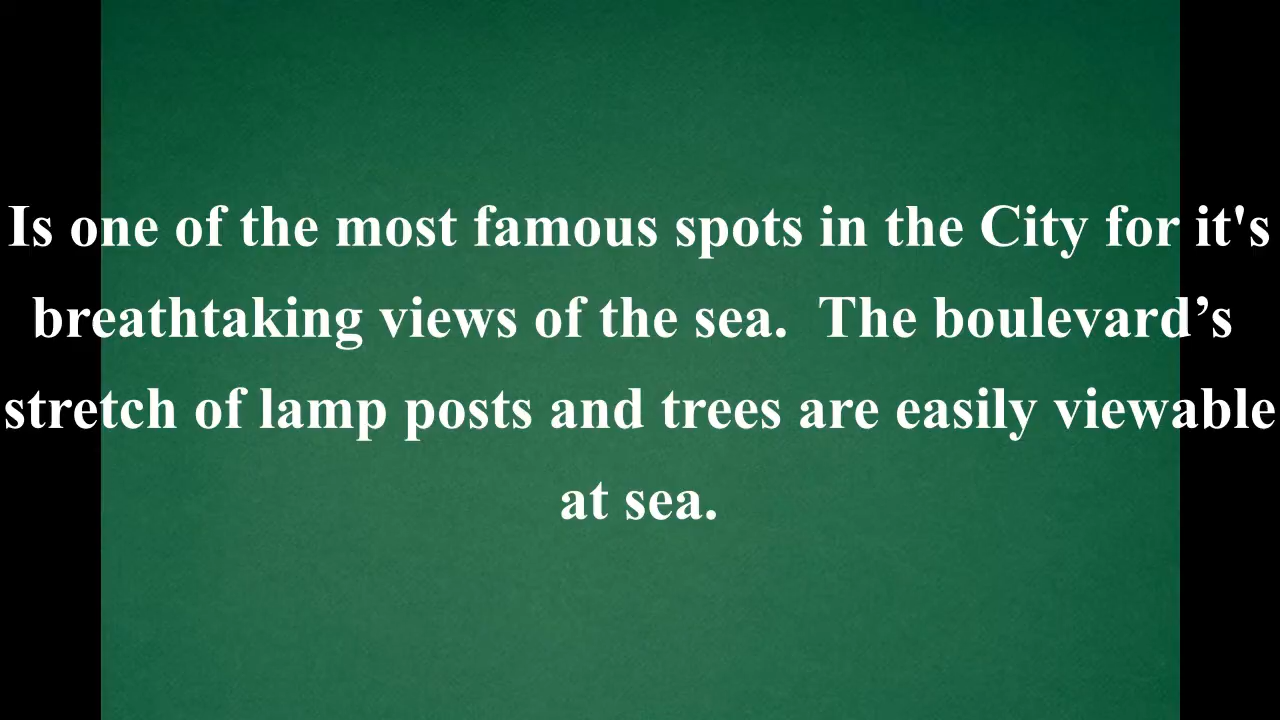 Is one of the most famous spots in the City for it's
breathtaking views of the sea.  The boulevard’s
stretch of lamp posts and trees are easily viewable
at sea.